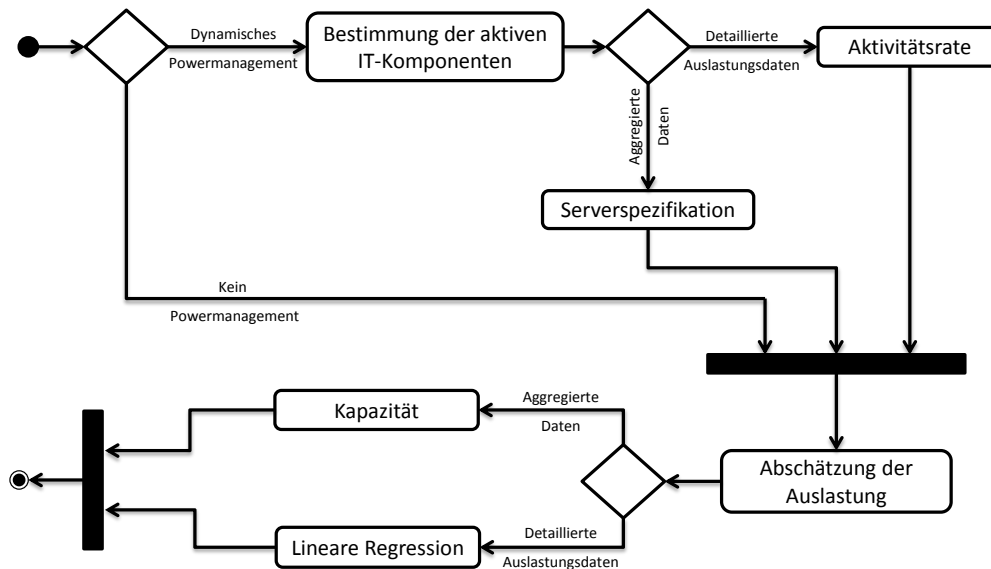 Dynamisches
Powermanagement
Bestimmung der aktiven
IT-Komponenten
Detaillierte
Auslastungsdaten
Aktivitätsrate
Aggregierte
Daten
Serverspezifikation
Kein
Powermanagement
Kapazität
Aggregierte
Daten
Abschätzung der
Auslastung
Lineare Regression
Detaillierte
Auslastungsdaten